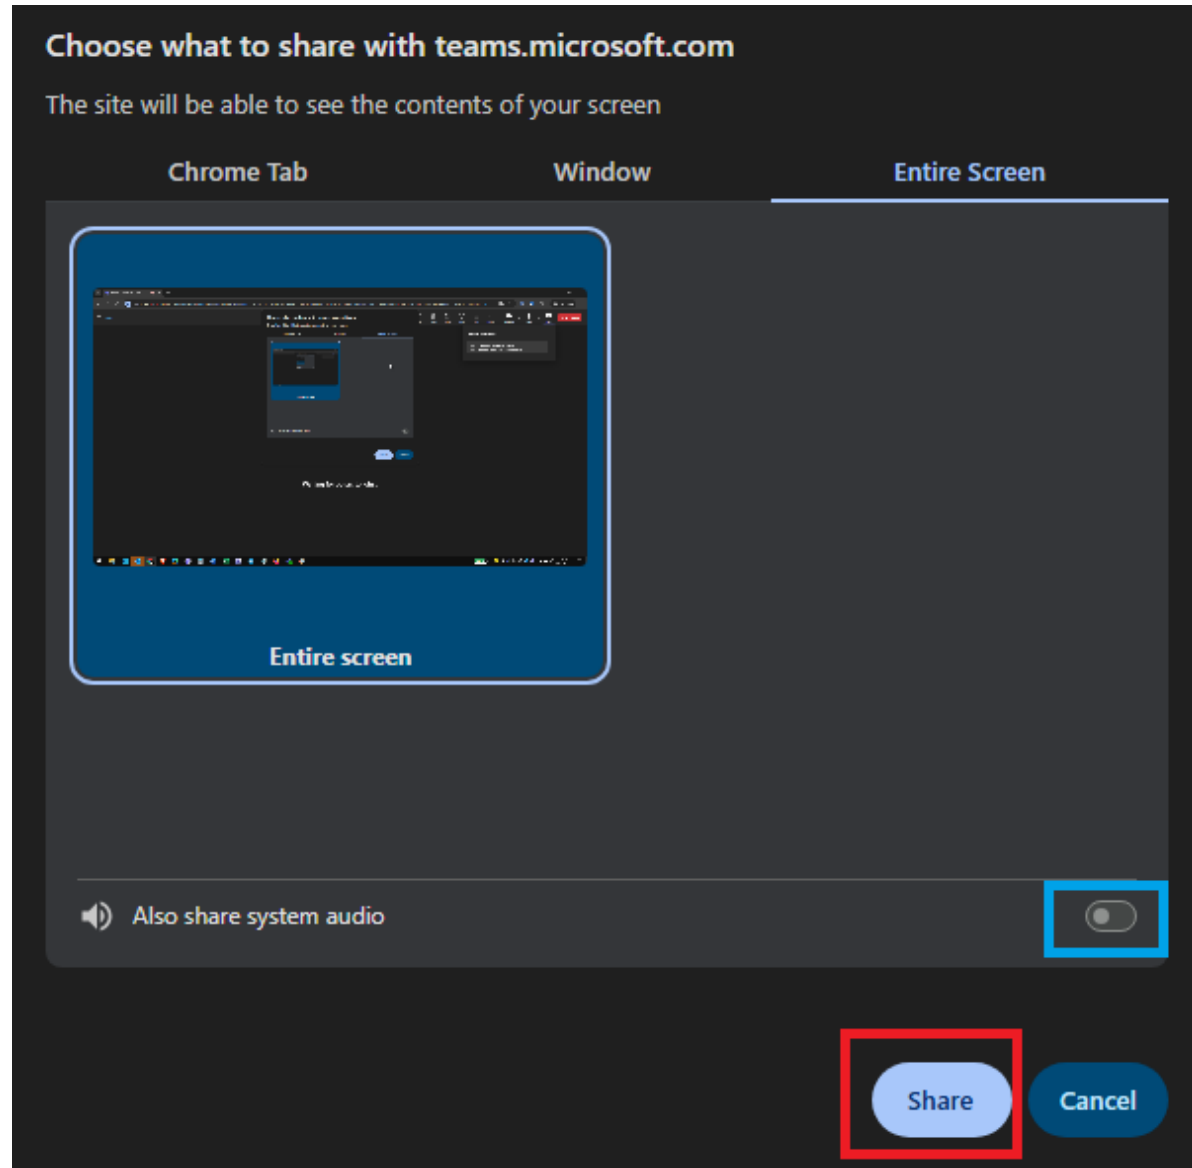 Choose what to share with teams.microsoft.com
The site will be able to see the contents of your screen
Chrome Tab
Window
Entire Screen
Entire screen
Also share system audio
Share
Cancel